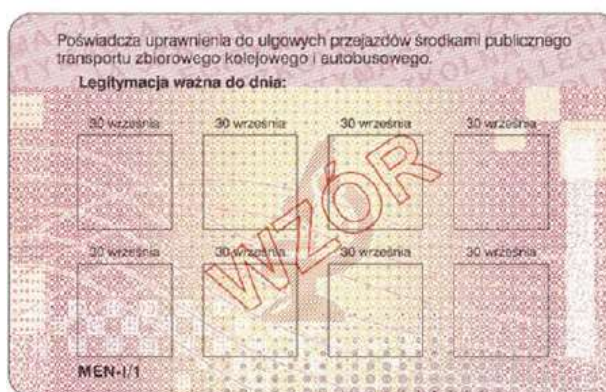 Poświadcza uprawnienia do ulgowych przejazdów środkami publicznego
transportu zbiorowego kolejowego i autobusowego.
Legitymacja ważna do dnia:
30 września 30 września 30 września 30 września
WZÓR
30 września 30 września 30 września 30 września
MEN-I/1